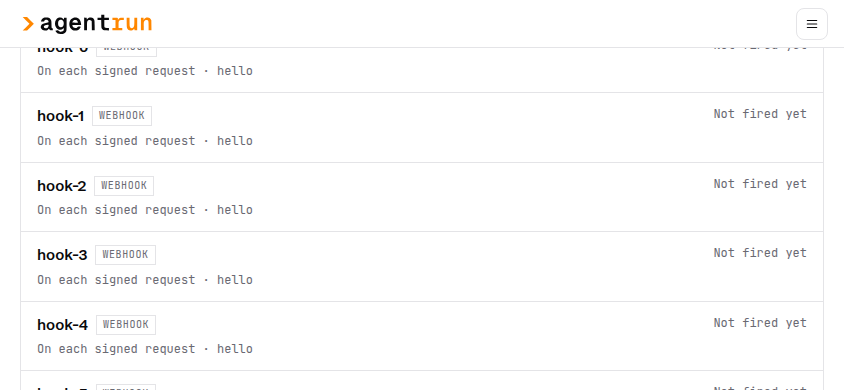 agentrun
On each signed request · hello
hook-1 WEBHOOK Not fired yet
On each signed request · hello
hook-2 WEBHOOK Not fired yet
On each signed request · hello
hook-3 WEBHOOK Not fired yet
On each signed request · hello
hook-4 WEBHOOK Not fired yet
On each signed request · hello